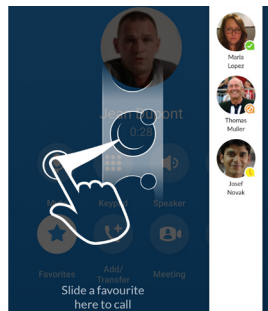 Jean Dupont
0:28
Keypad
Speaker
Favorites
Add/
Transfer
Meeting
Slide a favourite
here to call
Maria
Lopez
Thomas
Muller
Josef
Novak